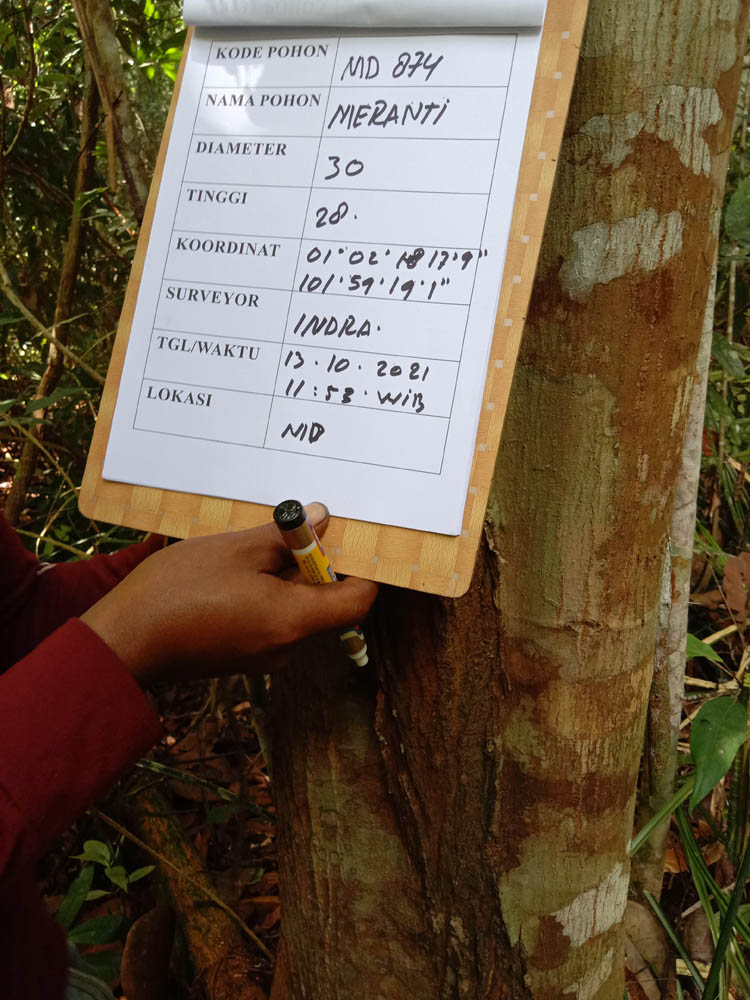 KODE POHON MD 874
NAMA POHON MERANTI
DIAMETER 30
TINGGI 28.
KOORDINAT 01° 02' 17.9"
101.59.19.1"
SURVEYOR INDRA.
TGL/WAKTU 13.10.2021
11:53.WIB
LOKASI MD